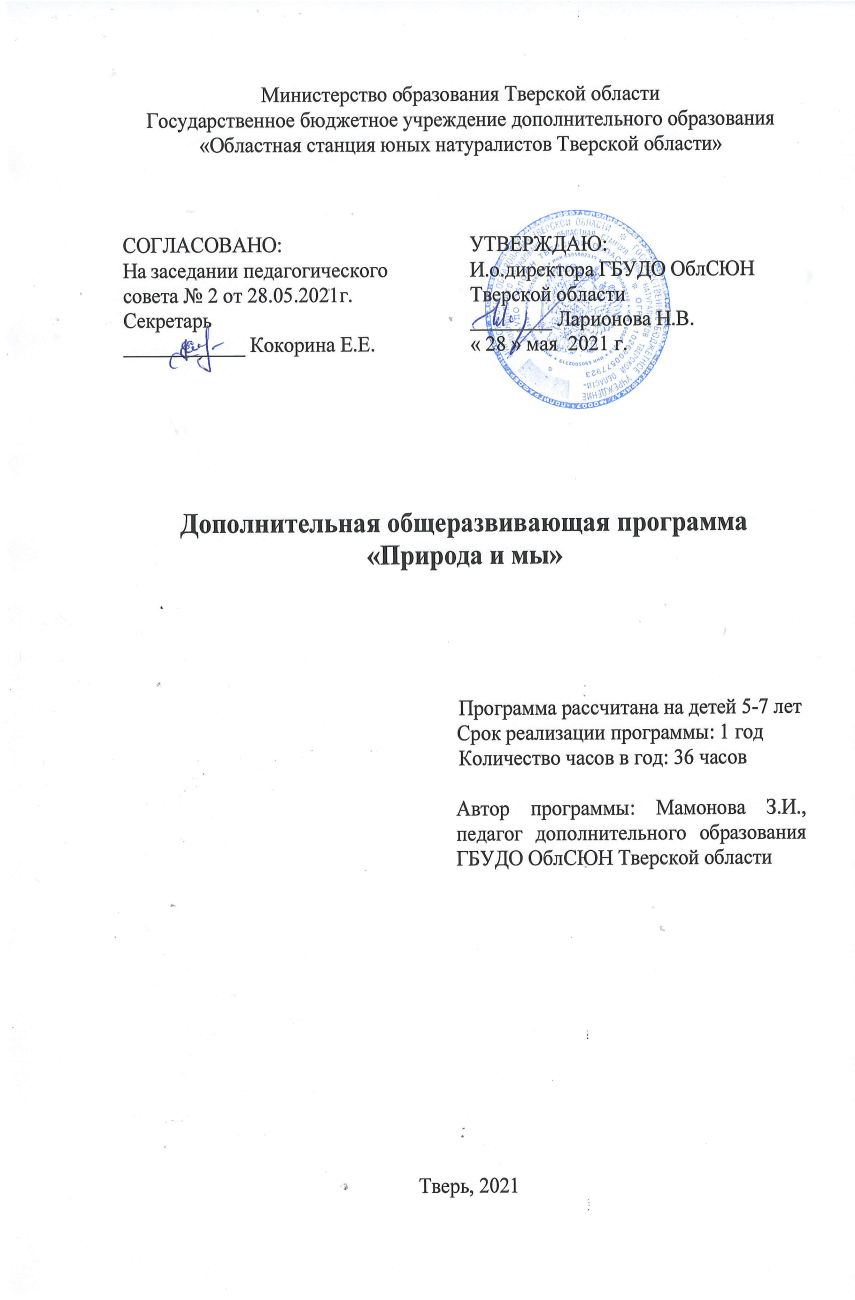 Министерство образования Тверской области
Государственное бюджетное учреждение дополнительного образования
«Областная станция юных натуралистов Тверской области»
СОГЛАСОВАНО:
На заседании педагогического
совета № 2 от 28.05.2021г.
Секретарь
____________ Кокорина Е.Е.
УТВЕРЖДАЮ:
И.о.директора ГБУДО ОблСЮН
Тверской области
________ Ларионова Н.В.
« 28 » мая 2021 г.
Дополнительная общеразвивающая программа
«Природа и мы»
Программа рассчитана на детей 5-7 лет
Срок реализации программы: 1 год
Количество часов в год: 36 часов
Автор программы: Мамонова З.И.,
педагог дополнительного образования
ГБУДО ОблСЮН Тверской области
Тверь, 2021